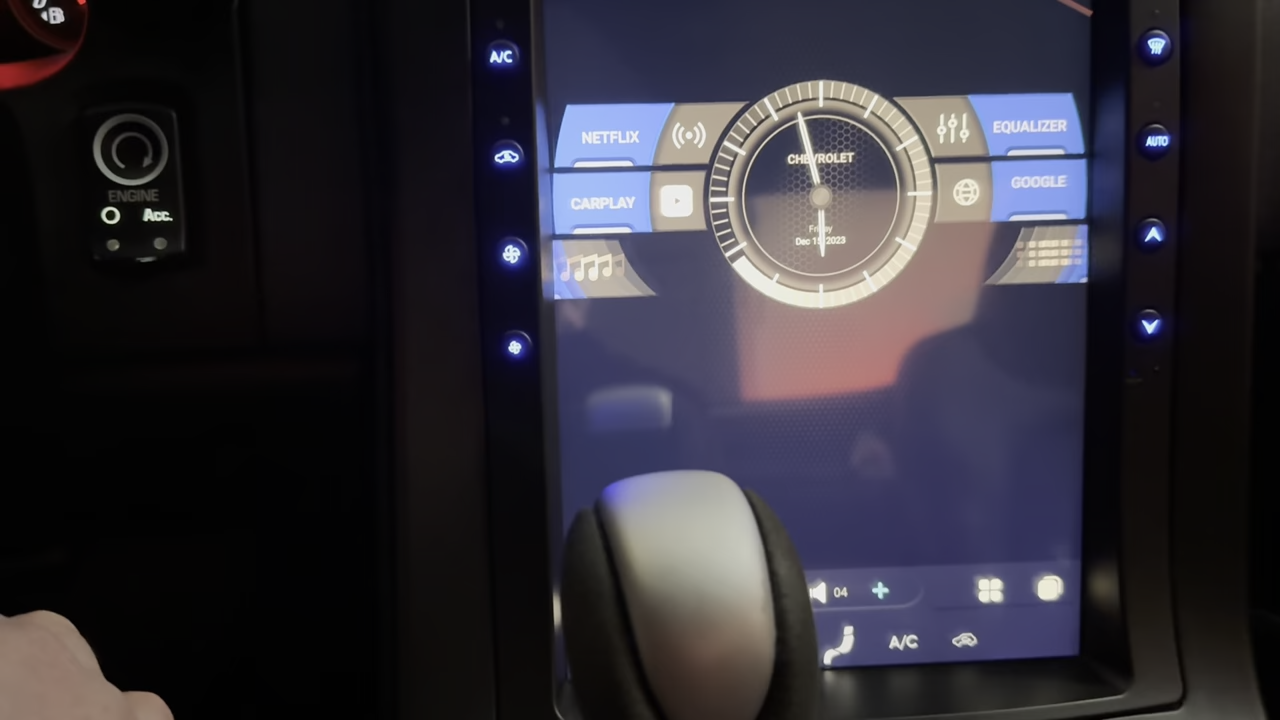 A/C
NETFLIX
EQUALIZER
AUTO
CHEVROLET
GOOGLE
CARPLAY
ENGINE
Acc.
Friday
Dec 15, 2023
04
A/C